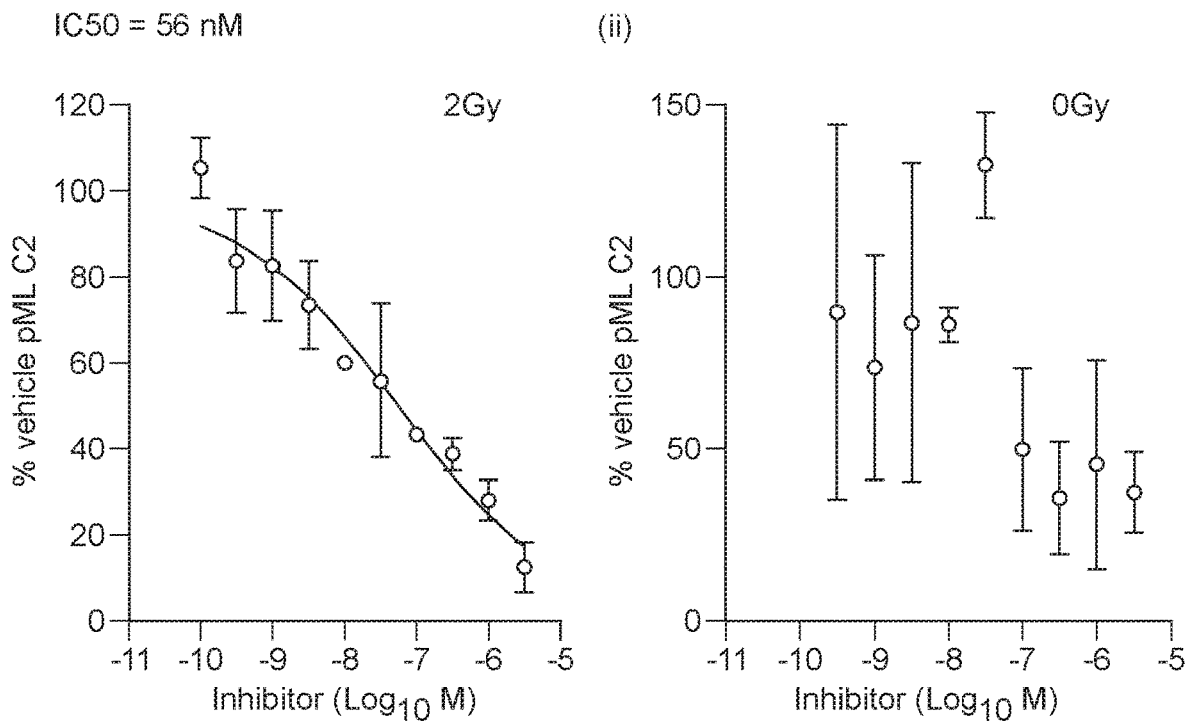 IC50 = 56 nM
(ii)
2Gy
120
100
80
60
40
20
0
% vehicle pML C2
-11 -10 -9 -8 -7 -6 -5
Inhibitor (Log10 M)
0Gy
150
100
50
0
% vehicle pML C2
-11 -10 -9 -8 -7 -6 -5
Inhibitor (Log10 M)